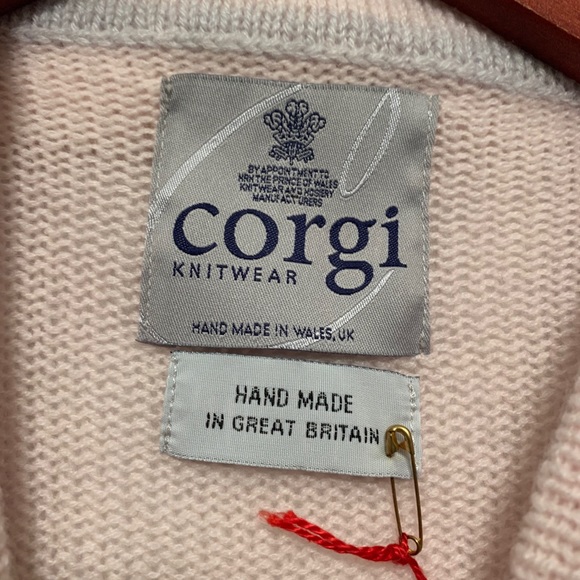 BY APPOINTMENT TO
HRH THE PRINCE OF WALES
KNITWEAR AND HOSIERY
MANUFACTURERS
corgi
KNITWEAR
HAND MADE IN WALES, UK
HAND MADE
IN GREAT BRITAIN